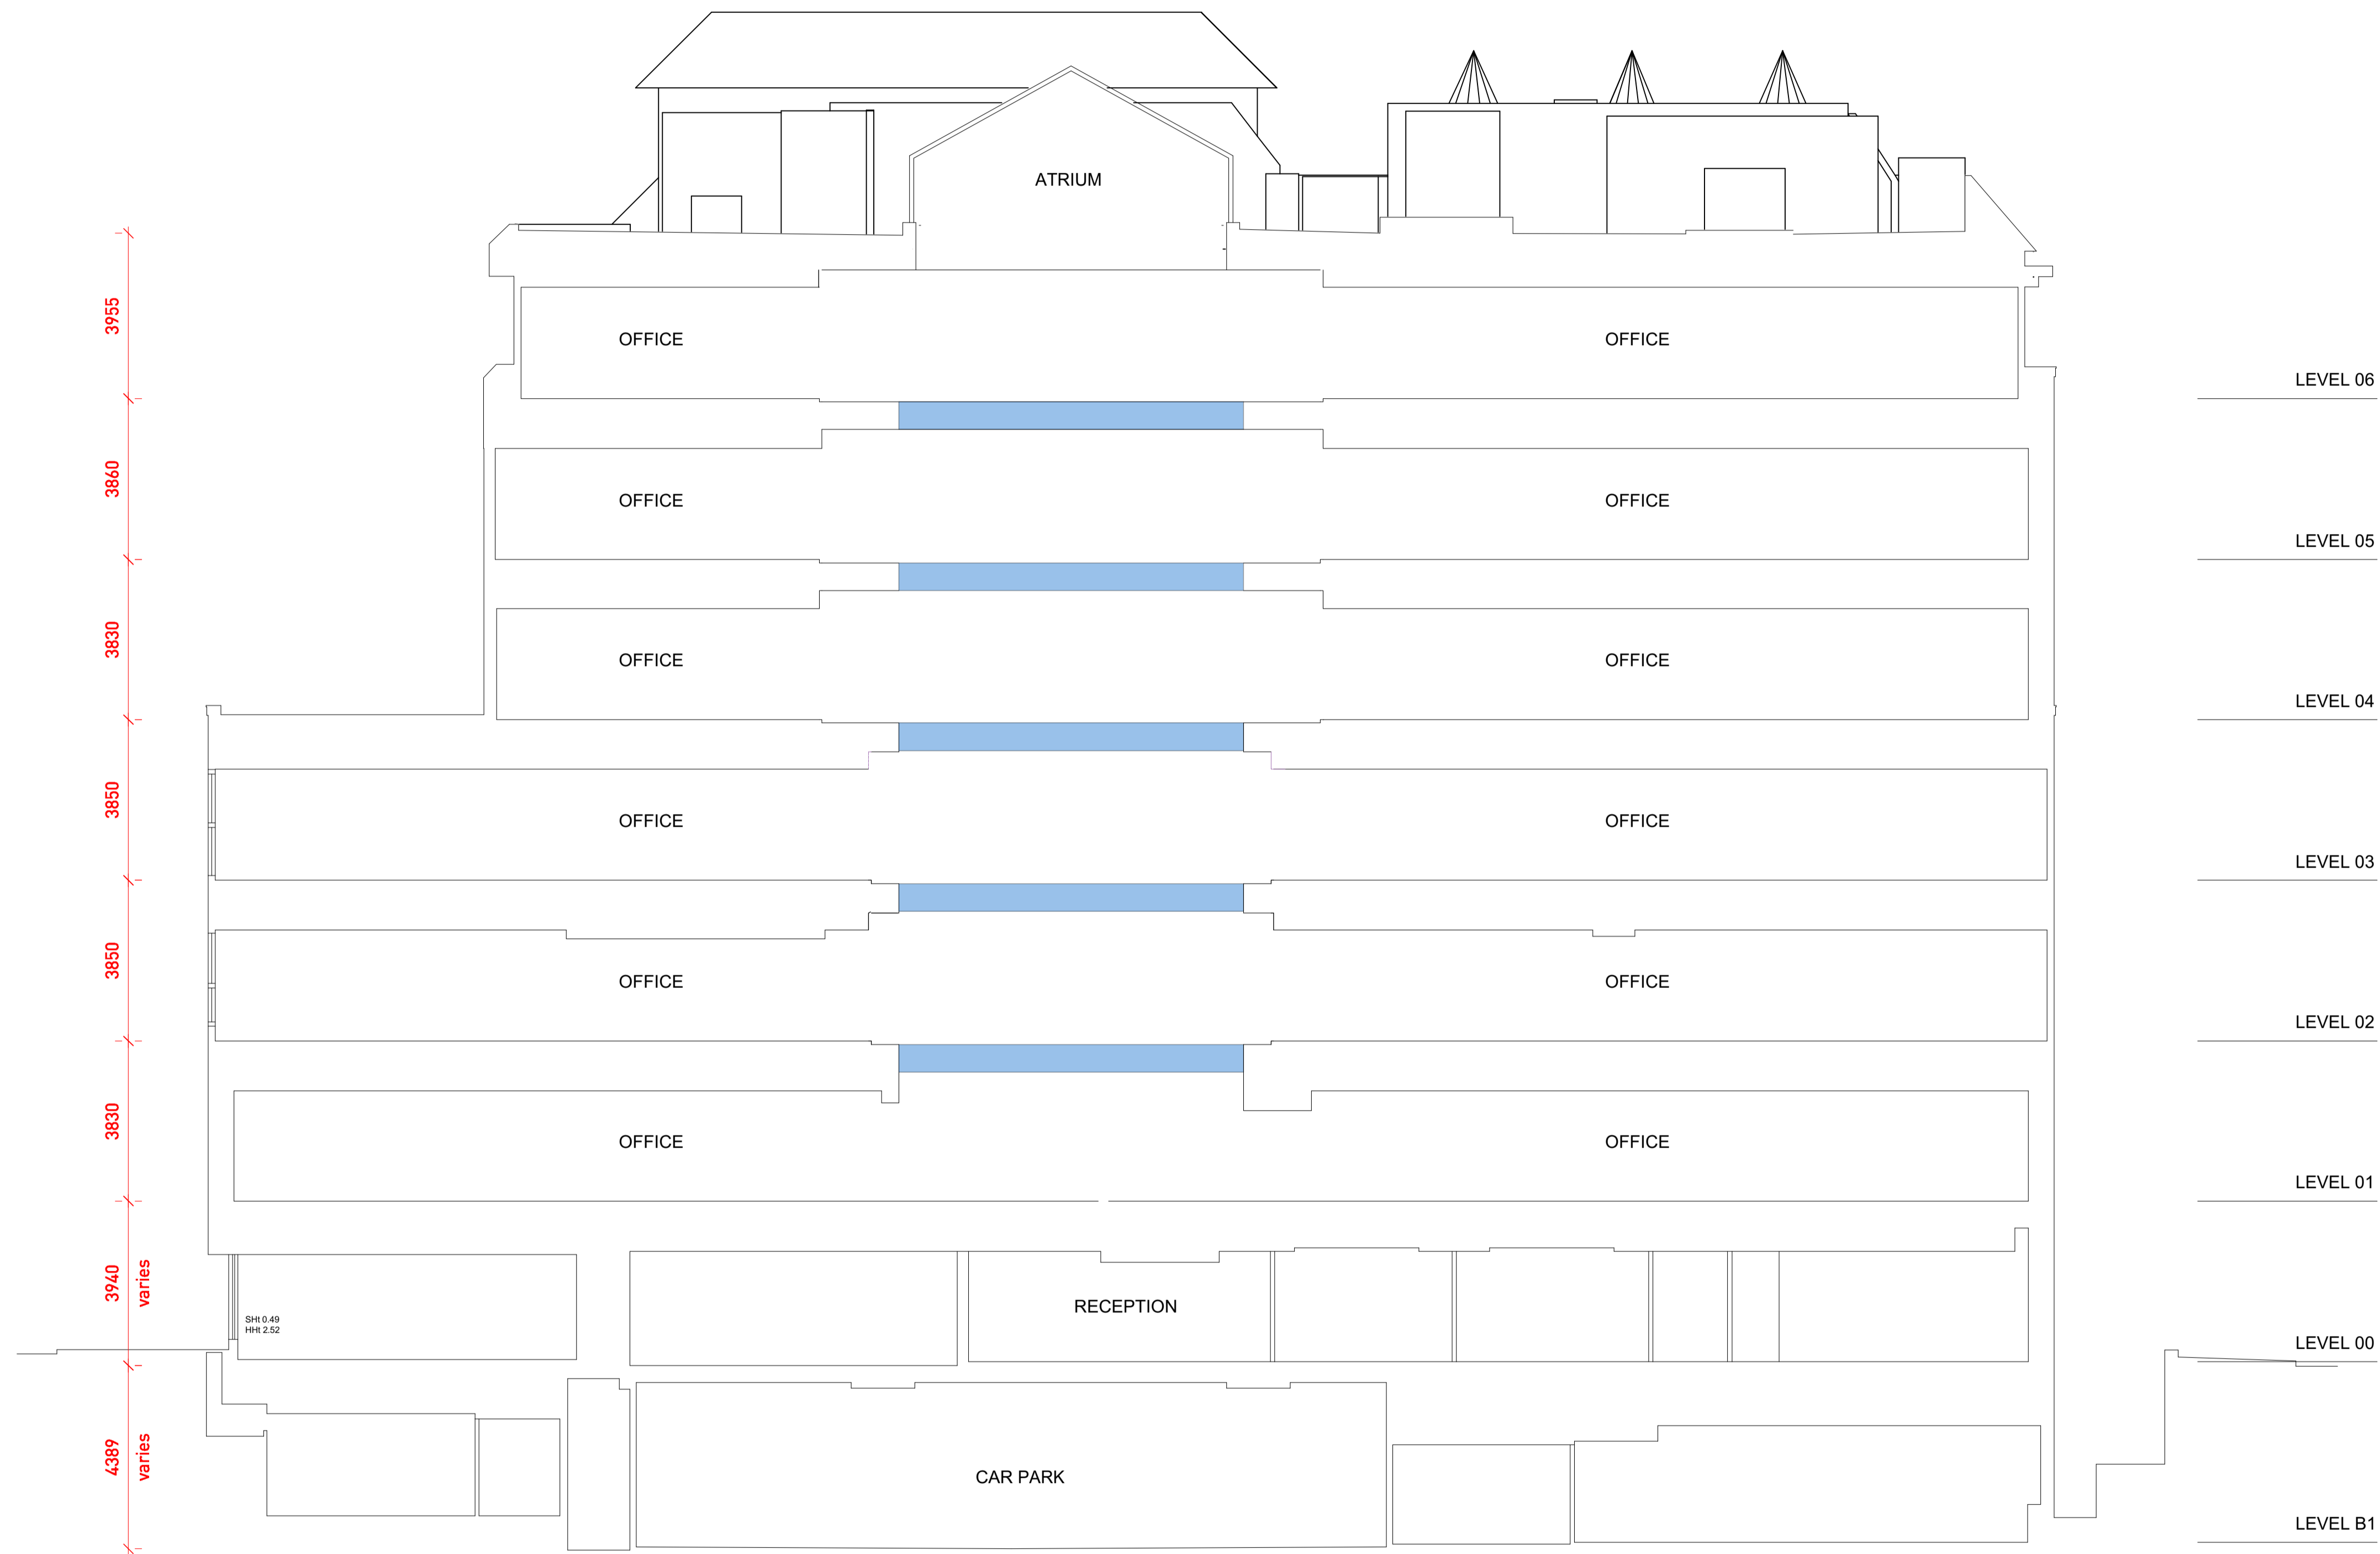 ATRIUM
3955
OFFICE
OFFICE
LEVEL 06
3860
OFFICE
OFFICE
LEVEL 05
3830
OFFICE
OFFICE
LEVEL 04
3850
OFFICE
OFFICE
LEVEL 03
3850
OFFICE
OFFICE
LEVEL 02
3830
OFFICE
OFFICE
LEVEL 01
3940
varies
SHt 0.49
HHt 2.52
RECEPTION
LEVEL 00
4389
varies
CAR PARK
LEVEL B1